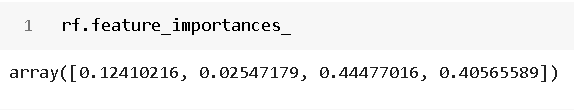 1 rf.feature_importances_
array([0.12410216, 0.02547179, 0.44477016, 0.40565589])